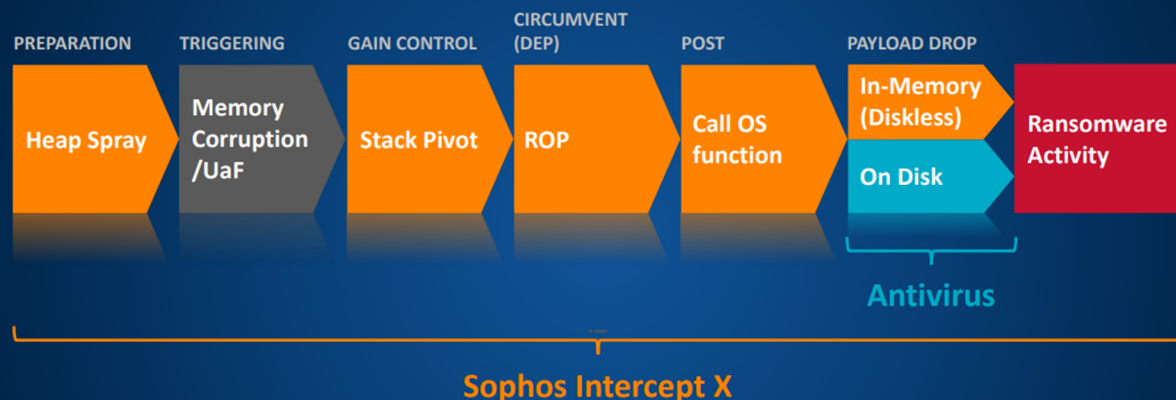 PREPARATION
TRIGGERING
GAIN CONTROL
CIRCUMVENT
(DEP)
POST
PAYLOAD DROP
Heap Spray
Memory
Corruption
/UaF
Stack Pivot
ROP
Call OS
function
In-Memory
(Diskless)
On Disk
Ransomware
Activity
Antivirus
Sophos Intercept X